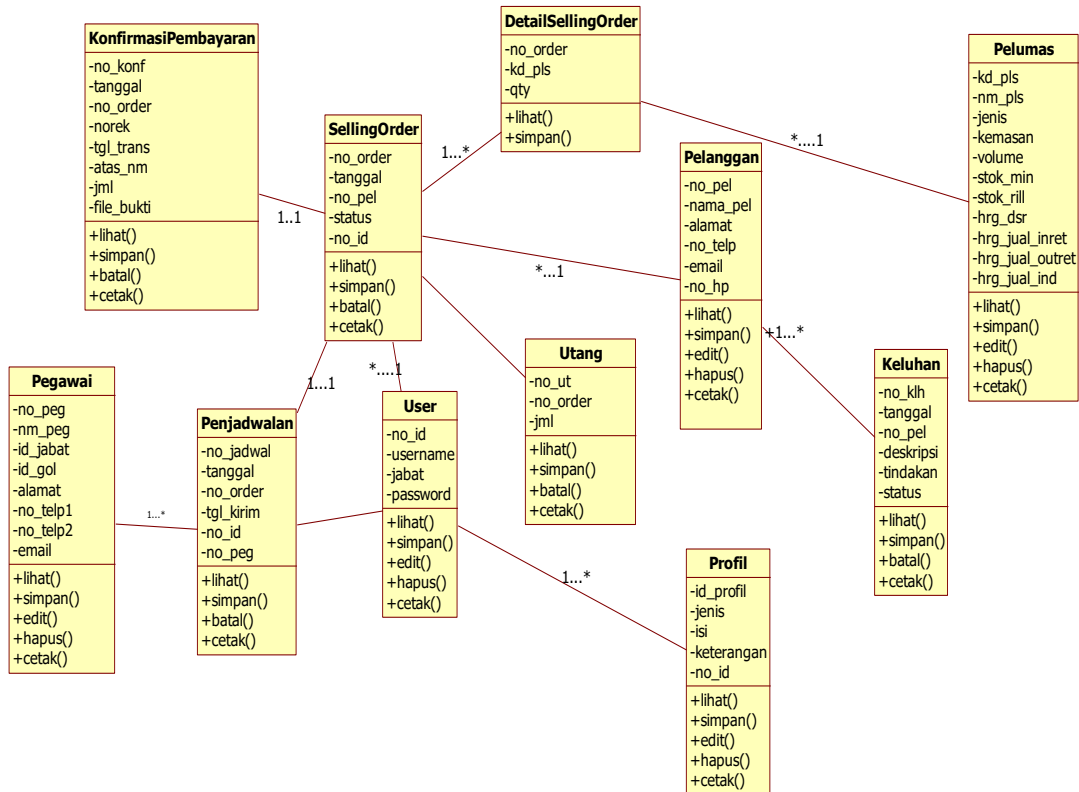 KonfirmasiPembayaran
-no_konf
-tanggal
-no_order
-norek
-tgl_trans
-atas_nm
-jml
-file_bukti
+lihat()
+simpan()
+batal()
+cetak()
1..1
SellingOrder
-no_order
-tanggal
-no_pel
-status
-no_id
+lihat()
+simpan()
+batal()
+cetak()
1...*
DetailSellingOrder
-no_order
-kd_pls
-qty
+lihat()
+simpan()
*....1
Pelumas
-kd_pls
-nm_pls
-jenis
-kemasan
-volume
-stok_min
-stok_rill
-hrg_dsr
-hrg_jual_inret
-hrg_jual_outret
-hrg_jual_ind
+lihat()
+simpan()
+edit()
+hapus()
+cetak()
*...1
Pelanggan
-no_pel
-nama_pel
-alamat
-no_telp
-email
-no_hp
+lihat()
+simpan()
+edit()
+hapus()
+cetak()
+1...*
Keluhan
-no_klh
-tanggal
-no_pel
-deskripsi
-tindakan
-status
+lihat()
+simpan()
+batal()
+cetak()
Utang
-no_ut
-no_order
-jml
+lihat()
+simpan()
+batal()
+cetak()
1...1
*....1
Pegawai
-no_peg
-nm_peg
-id_jabat
-id_gol
-alamat
-no_telp1
-no_telp2
-email
+lihat()
+simpan()
+edit()
+hapus()
+cetak()
1...*
Penjadwalan
-no_jadwal
-tanggal
-no_order
-tgl_kirim
-no_id
-no_peg
+lihat()
+simpan()
+batal()
+cetak()
User
-no_id
-username
-jabat
-password
+lihat()
+simpan()
+edit()
+hapus()
+cetak()
1...*
Profil
-id_profil
-jenis
-isi
-keterangan
-no_id
+lihat()
+simpan()
+edit()
+hapus()
+cetak()